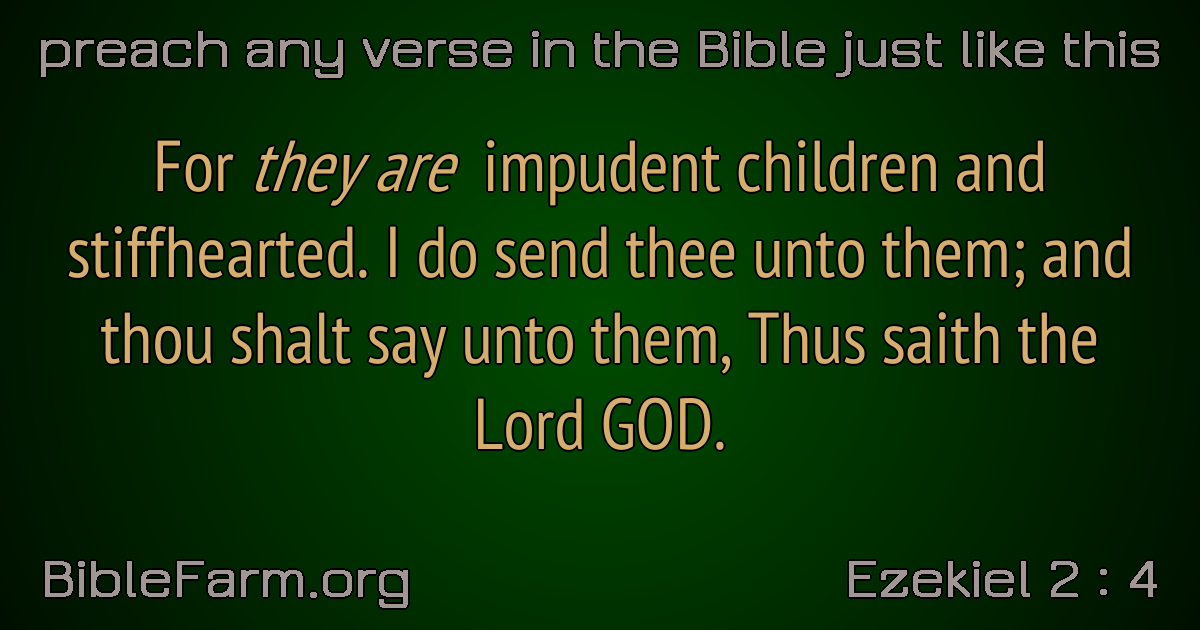 preach any verse in the Bible just like this
For they are impudent children and
stiffhearted. I do send thee unto them; and
thou shalt say unto them, Thus saith the
Lord GOD.
BibleFarm.org
Ezekiel 2 : 4